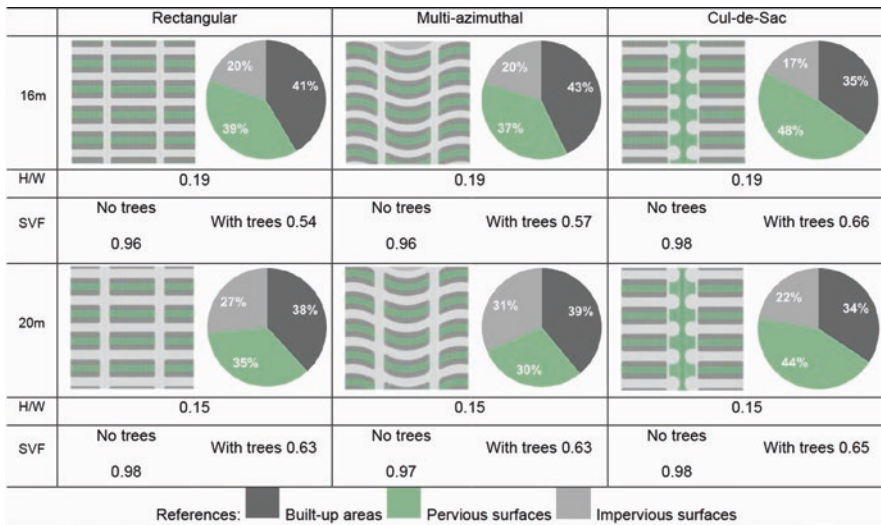 Rectangular Multi-azimuthal Cul-de-Sac
16m
20% 41% 39%
20% 43% 37%
17% 35% 48%
H/W 0.19 0.19 0.19
SVF
No trees With trees 0.54 No trees With trees 0.57 No trees With trees 0.66
0.96 0.96 0.98
20m
27% 38% 35%
31% 39% 30%
22% 34% 44%
H/W 0.15 0.15 0.15
SVF
No trees With trees 0.63 No trees With trees 0.63 No trees With trees 0.65
0.98 0.97 0.98
References: Built-up areas Pervious surfaces Impervious surfaces